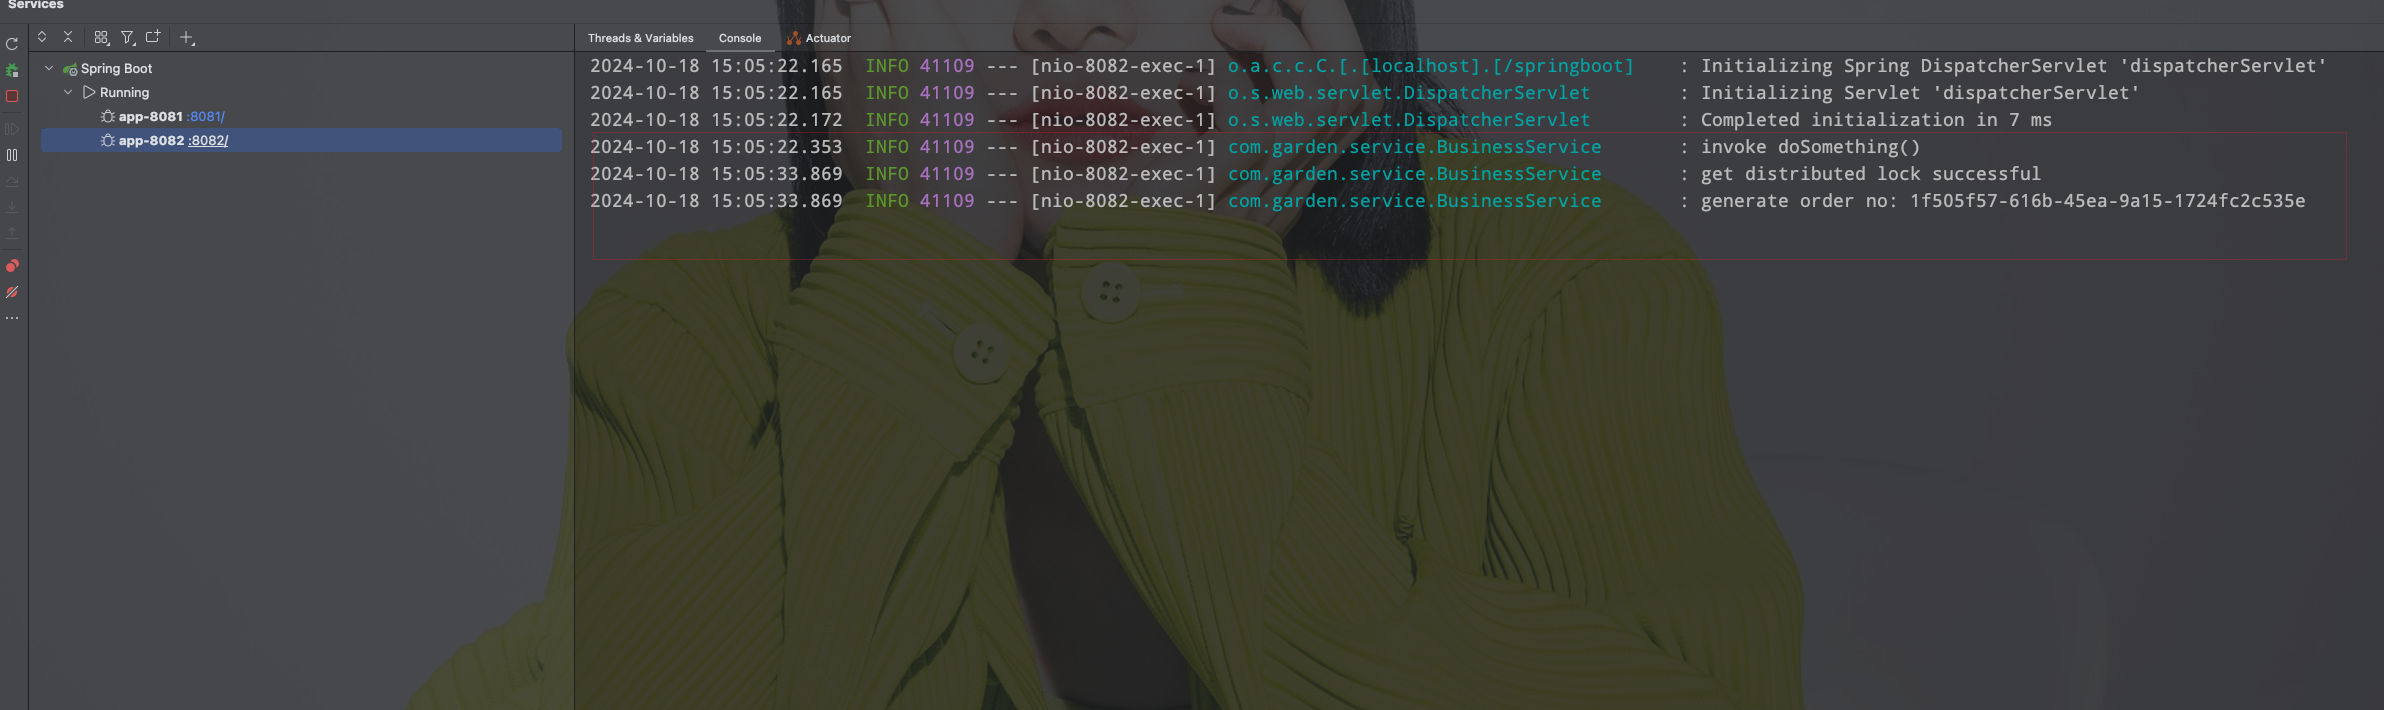 Services
Threads & Variables Console Actuator
Spring Boot
Running
app-8081 :8081/
app-8082 :8082/
2024-10-18 15:05:22.165 INFO 41109 --- [nio-8082-exec-1] o.a.c.c.C.[.[localhost].[/springboot] : Initializing Spring DispatcherServlet 'dispatcherServlet'
2024-10-18 15:05:22.165 INFO 41109 --- [nio-8082-exec-1] o.s.web.servlet.DispatcherServlet : Initializing Servlet 'dispatcherServlet'
2024-10-18 15:05:22.172 INFO 41109 --- [nio-8082-exec-1] o.s.web.servlet.DispatcherServlet : Completed initialization in 7 ms
2024-10-18 15:05:22.353 INFO 41109 --- [nio-8082-exec-1] com.garden.service.BusinessService : invoke doSomething()
2024-10-18 15:05:33.869 INFO 41109 --- [nio-8082-exec-1] com.garden.service.BusinessService : get distributed lock successful
2024-10-18 15:05:33.869 INFO 41109 --- [nio-8082-exec-1] com.garden.service.BusinessService : generate order no: 1f505f57-616b-45ea-9a15-1724fc2c535e